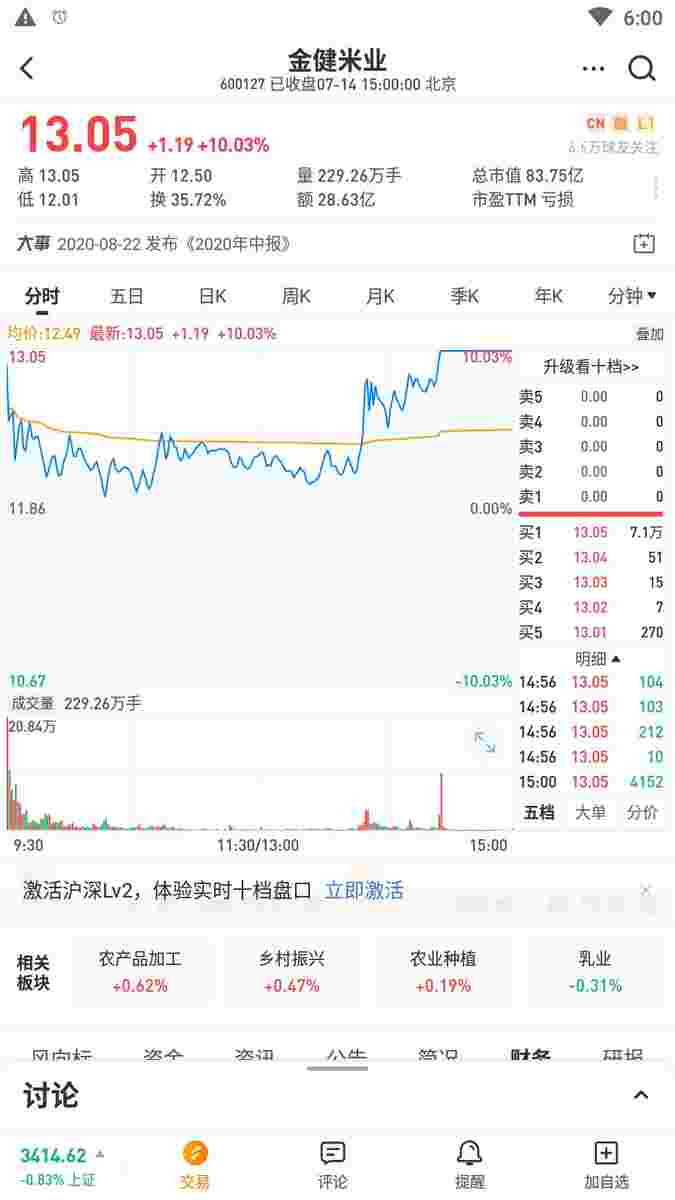 6:00
金健米业
600127 已收盘07-14 15:00:00 北京
13.05 +1.19 +10.03%
CN 融 L1
6.6万球友关注
高 13.05 开 12.50 量 229.26万手 总市值 83.75亿
低 12.01 换 35.72% 额 28.63亿 市盈TTM 亏损
大事 2020-08-22 发布《2020年中报》
分时 五日 日K 周K 月K 季K 年K 分钟
均价:12.49 最新:13.05 +1.19 +10.03% 叠加
13.05 10.03%
11.86 0.00%
10.67 -10.03%
成交量 229.26万手
20.84万
9:30 11:30/13:00 15:00
升级看十档>>
卖5 0.00 0
卖4 0.00 0
卖3 0.00 0
卖2 0.00 0
卖1 0.00 0
买1 13.05 7.1万
买2 13.04 51
买3 13.03 15
买4 13.02 7
买5 13.01 270
明细
14:56 13.05 104
14:56 13.05 103
14:56 13.05 212
14:56 13.05 10
15:00 13.05 4152
五档 大单 分价
激活沪深Lv2，体验实时十档盘口 立即激活
相关板块
农产品加工 乡村振兴 农业种植 乳业
+0.62% +0.47% +0.19% -0.31%
风向标 资金 资讯 公告 简况 财务 研报
讨论
3414.62
-0.83% 上证
交易 评论 提醒 加自选